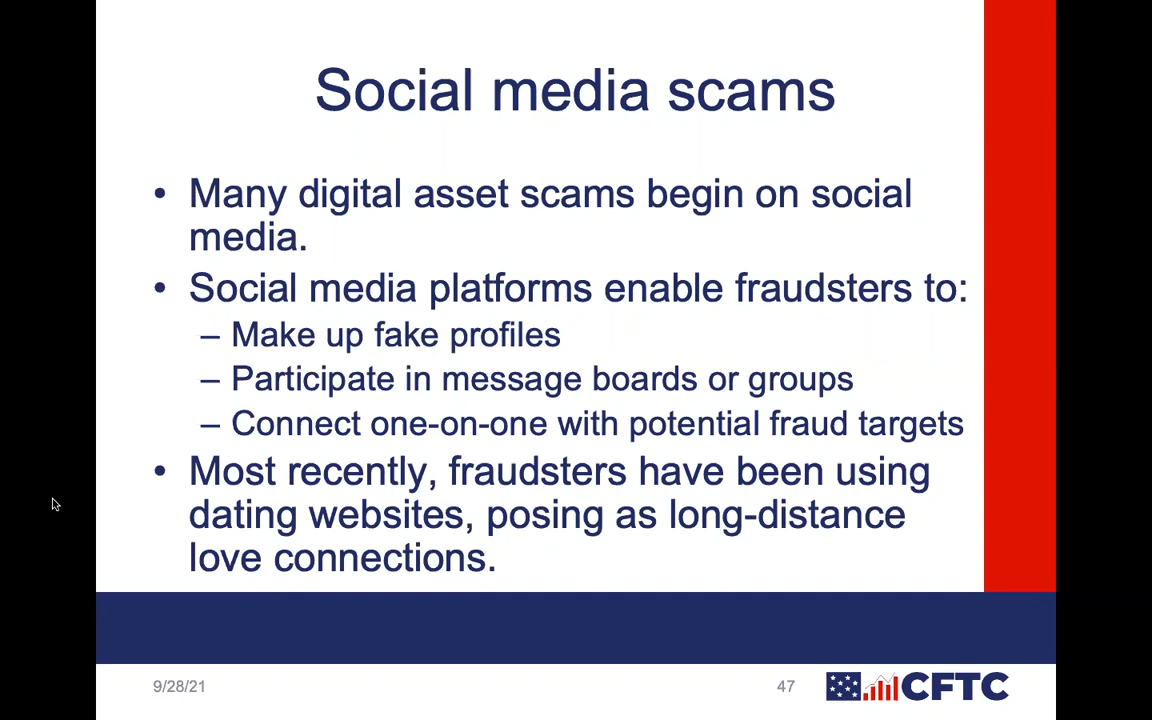 Social media scams
• Many digital asset scams begin on social
media.
• Social media platforms enable fraudsters to:
– Make up fake profiles
– Participate in message boards or groups
– Connect one-on-one with potential fraud targets
• Most recently, fraudsters have been using
dating websites, posing as long-distance
love connections.
9/28/21
47
CFTC